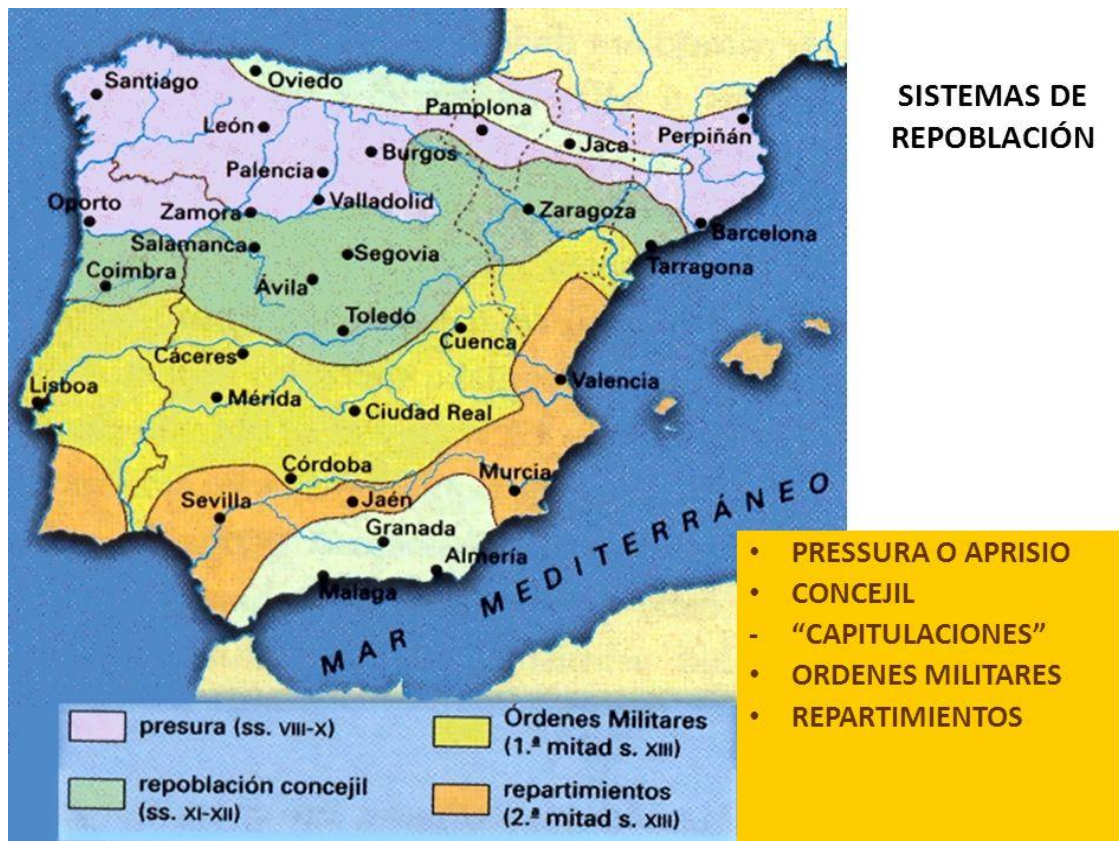 SISTEMAS DE
REPOBLACIÓN
Santiago
Oviedo
Pamplona
León
Jaca
Perpiñán
Burgos
Palencia
Oporto
Zamora
Valladolid
Zaragoza
Barcelona
Salamanca
Segovia
Tarragona
Coimbra
Ávila
Toledo
Cuenca
Cáceres
Lisboa
Mérida
Valencia
Ciudad Real
Córdoba
Murcia
Sevilla
Jaén
Granada
Almería
Málaga
MAR MEDITERRÁNEO
• PRESSURA O APRISIO
• CONCEJIL
- “CAPITULACIONES”
• ORDENES MILITARES
• REPARTIMIENTOS
presura (ss. VIII-X)
repoblación concejil
(ss. XI-XII)
Órdenes Militares
(1.ª mitad s. XIII)
repartimientos
(2.ª mitad s. XIII)